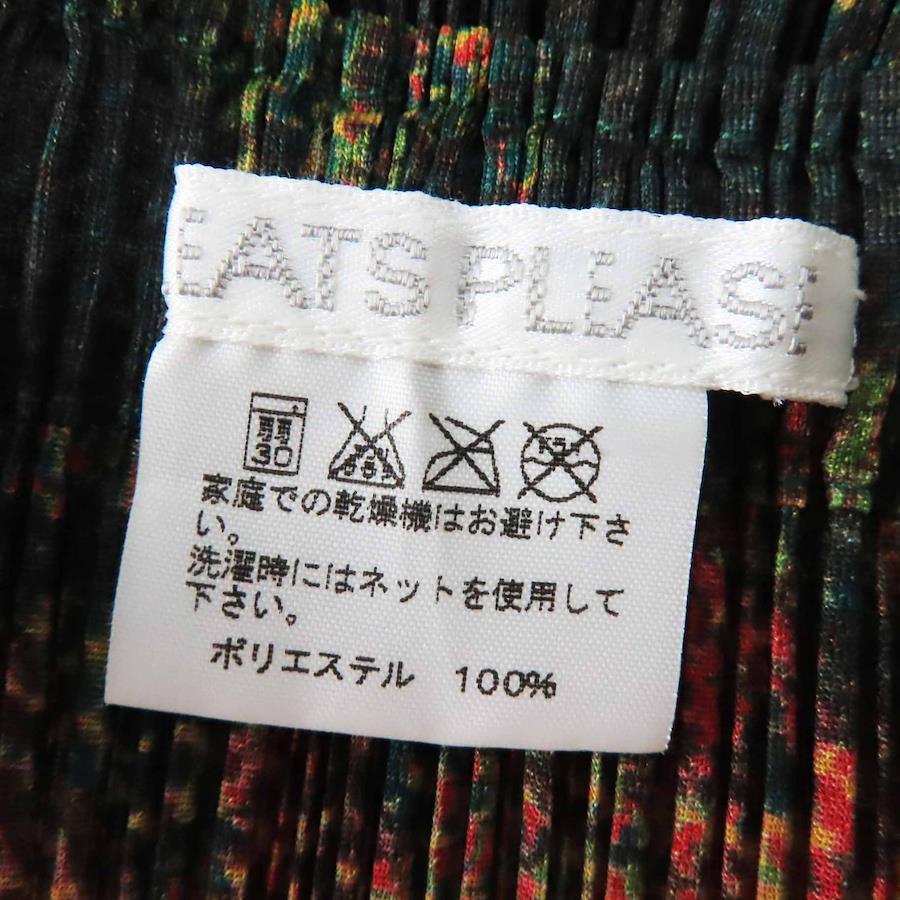 EATS PLEASE
弱
30
家庭での乾燥機はお避け下さ
い。
洗濯時にはネットを使用して
下さい。
ポリエステル 100%